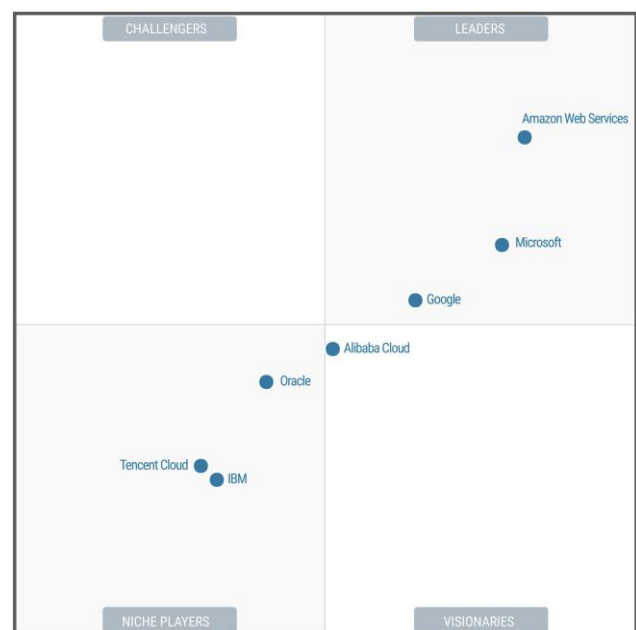 CHALLENGERS
LEADERS
Amazon Web Services
Microsoft
Google
Alibaba Cloud
Oracle
Tencent Cloud
IBM
NICHE PLAYERS
VISIONARIES